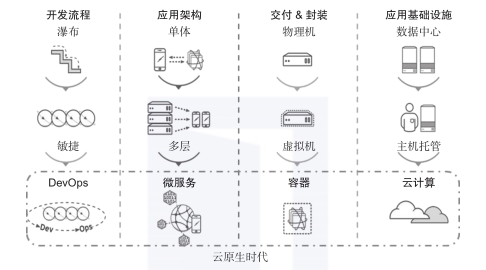 开发流程 应用架构 交付 & 封装 应用基础设施
瀑布 单体 物理机 数据中心
敏捷 多层 虚拟机 主机托管
DevOps 微服务 容器 云计算
Dev Ops
云原生时代